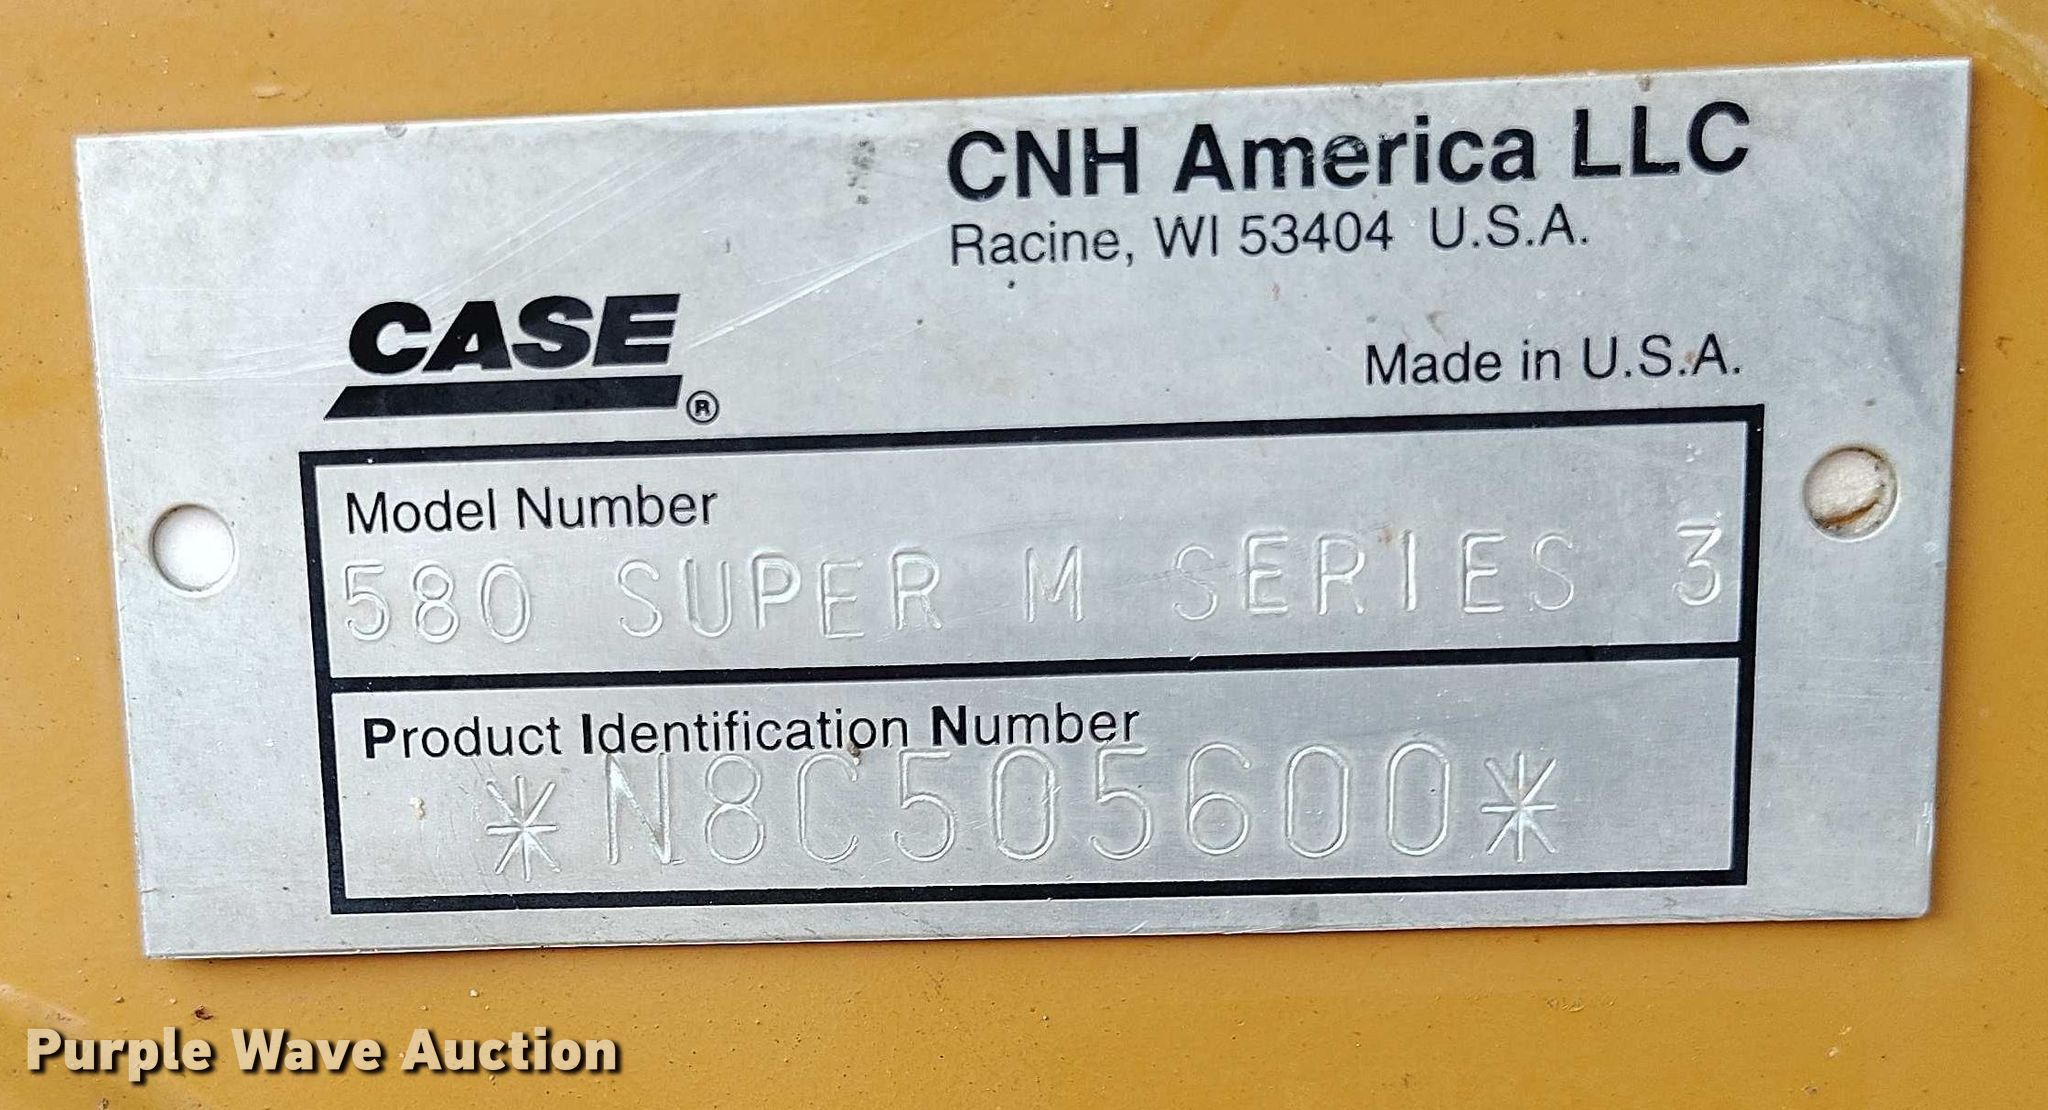 CNH America LLC
Racine, WI 53404 U.S.A.
CASE®
Made in U.S.A.
Model Number
580 SUPER M SERIES 3
Product Identification Number
*N8C505600*
Purple Wave Auction